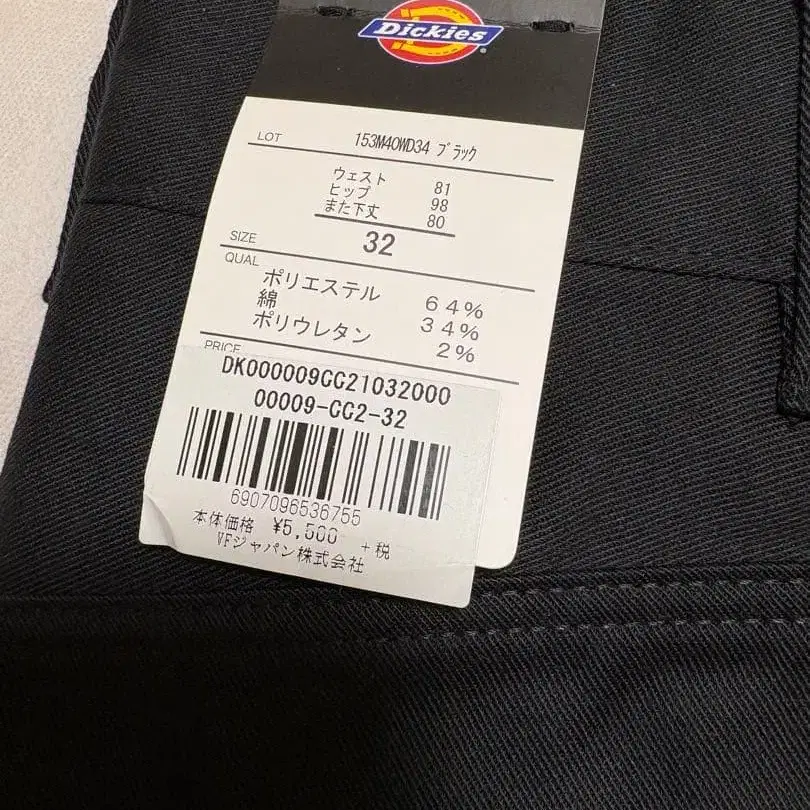 Dickies
LOT 153M40WD34 ブラック
ウェスト 81
ヒップ 98
また下丈 80
SIZE 32
QUAL
ポリエステル 64%
綿 34%
ポリウレタン 2%
PRICE
DK000009CC21032000
00009-CC2-32
6907096536755
本体価格 ¥5,500 +税
VFジャパン株式会社